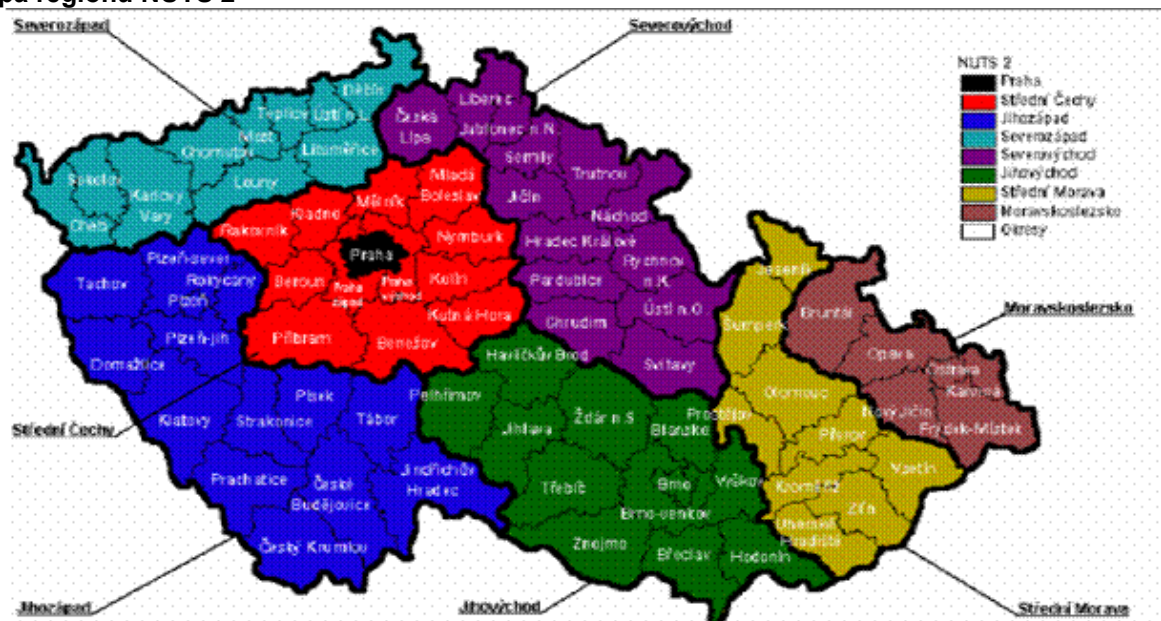 pa regionů NUTS 2
Severozápad
Severovýchod
NUTS 2
Praha
Střední Čechy
Jihozápad
Severozápad
Severovýchod
Jihovýchod
Střední Morava
Moravskoslezsko
Okresy
Děčín
Teplice
Ústí n.L.
Most
Chomutov
Litoměřice
Louny
Sokolov
Karlovy
Vary
Cheb
Liberec
Česká
Lípa
Jablonec n.N.
Semily
Trutnov
Jičín
Náchod
Hradec Králové
Rychnov
n.K.
Pardubice
Ústí n.O.
Chrudim
Svitavy
Mladá
Boleslav
Mělník
Kladno
Rakovník
Nymburk
Praha
Beroun
Praha
západ
Praha
východ
Kolín
Kutná Hora
Příbram
Benešov
Plzeň-sever
Rokycany
Tachov
Plzeň
Plzeň-jih
Domažlice
Klatovy
Písek
Strakonice
Tábor
Prachatice
České
Budějovice
Jindřichův
Hradec
Český Krumlov
Havlíčkův Brod
Pelhřimov
Jihlava
Žďár n.S
Blansko
Třebíč
Brno
Vyškov
Brno-venkov
Znojmo
Břeclav
Hodonín
Jeseník
Šumperk
Olomouc
Prostějov
Přerov
Vsetín
Kroměříž
Zlín
Uherské
Hradiště
Bruntál
Opava
Ostrava
Karviná
Nový Jičín
Frýdek-Místek
Moravskoslezsko
Střední Čechy
Jihozápad
Jihovýchod
Střední Morava